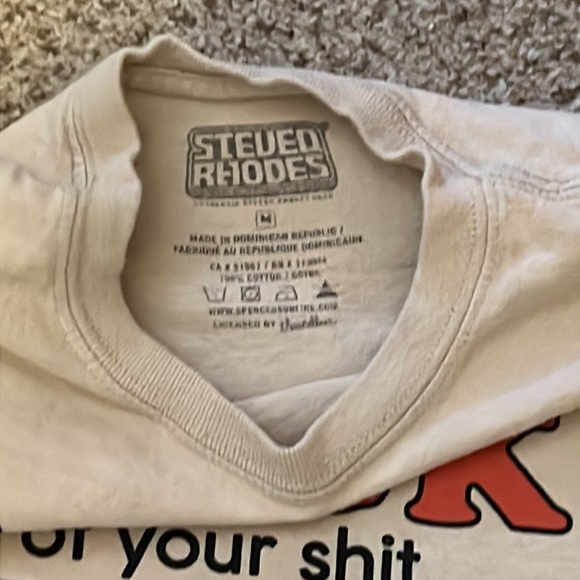 STEVEN
RHODES
M
MADE IN DOMINICAN REPUBLIC /
FABRIQUÉ AU RÉPUBLIQUE DOMINICAINE
100% COTTON / COTON
WWW.SPENCERSONLINE.COM
LICENSED BY
K
of your shit